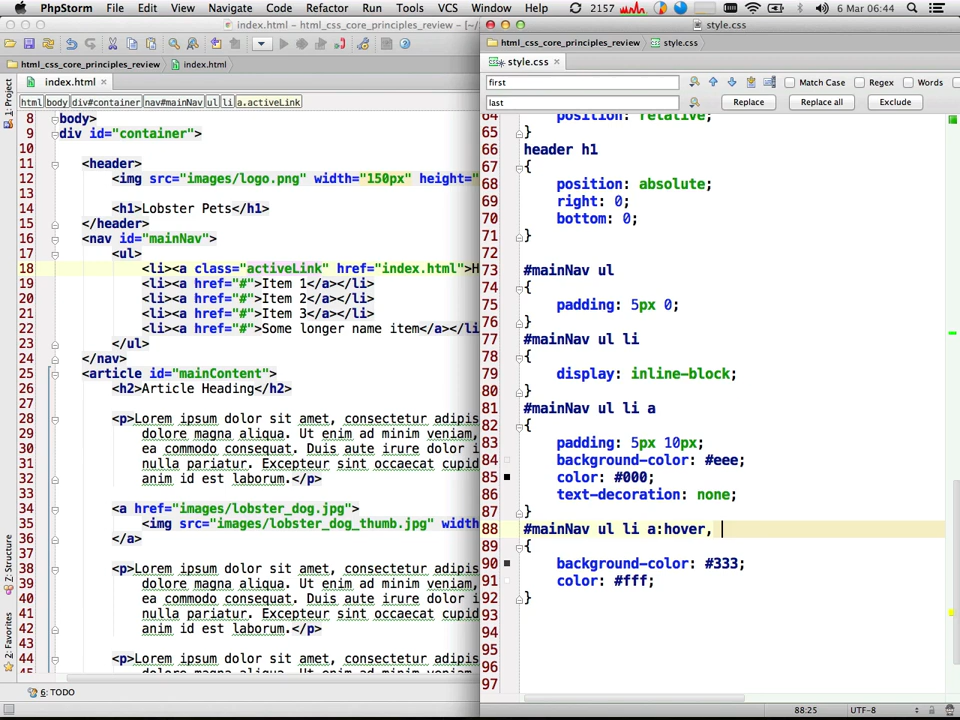 PhpStorm File Edit View Navigate Code Refactor Run Tools VCS Window Help 2157 6 Mar 06:44
index.html - html_css_core_principles_review - [~/
style.css
html_css_core_principles_review index.html
html_css_core_principles_review style.css
index.html
style.css
first Match Case Regex Words
last Replace Replace all Exclude
html body div#container nav#mainNav ul li a.activeLink
1: Project
Z: Structure
2: Favorites
8 body>
9 div id="container">
10
11 <header>
12 <img src="images/logo.png" width="150px" height="
13
14 <h1>Lobster Pets</h1>
15 </header>
16 <nav id="mainNav">
17 <ul>
18 <li><a class="activeLink" href="index.html">H
19 <li><a href="#">Item 1</a></li>
20 <li><a href="#">Item 2</a></li>
21 <li><a href="#">Item 3</a></li>
22 <li><a href="#">Some longer name item</a></li
23 </ul>
24 </nav>
25 <article id="mainContent">
26 <h2>Article Heading</h2>
27
28 <p>Lorem ipsum dolor sit amet, consectetur adipis
29 dolore magna aliqua. Ut enim ad minim veniam,
30 ea commodo consequat. Duis aute irure dolor i
31 nulla pariatur. Excepteur sint occaecat cupid
32 anim id est laborum.</p>
33
34 <a href="images/lobster_dog.jpg">
35 <img src="images/lobster_dog_thumb.jpg" width
36 </a>
37
38 <p>Lorem ipsum dolor sit amet, consectetur adipis
39 dolore magna aliqua. Ut enim ad minim veniam,
40 ea commodo consequat. Duis aute irure dolor i
41 nulla pariatur. Excepteur sint occaecat cupid
42 anim id est laborum.</p>
43
44 <p>Lorem ipsum dolor sit amet, consectetur adipis
64
65 position: relative;
}
66 header h1
67 {
68 position: absolute;
69 right: 0;
70 bottom: 0;
71 }
72
73 #mainNav ul
74 {
75 padding: 5px 0;
76 }
77 #mainNav ul li
78 {
79 display: inline-block;
80 }
81 #mainNav ul li a
82 {
83 padding: 5px 10px;
84 background-color: #eee;
85 color: #000;
86 text-decoration: none;
87 }
88 #mainNav ul li a:hover,
89 {
90 background-color: #333;
91 color: #fff;
92 }
93
94
95
96
97
6: TODO
88:25 UTF-8